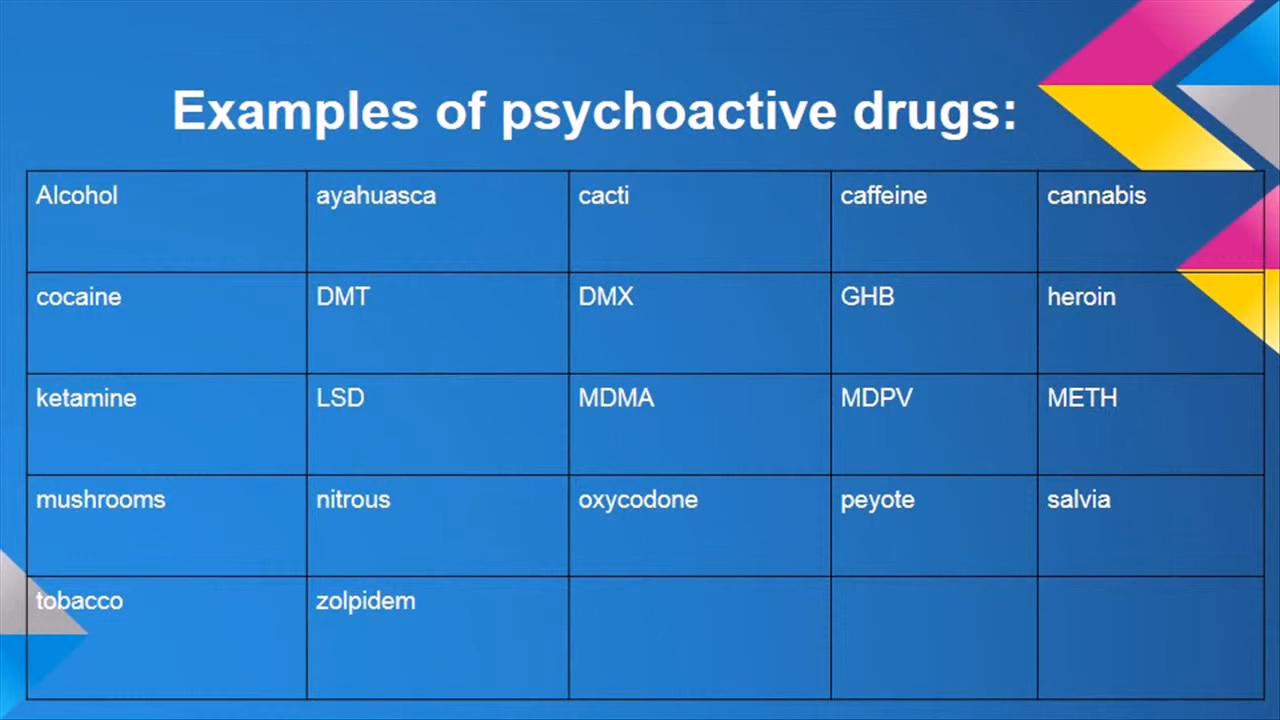 Examples of psychoactive drugs:
Alcohol ayahuasca cacti caffeine cannabis
cocaine DMT DMX GHB heroin
ketamine LSD MDMA MDPV METH
mushrooms nitrous oxycodone peyote salvia
tobacco zolpidem